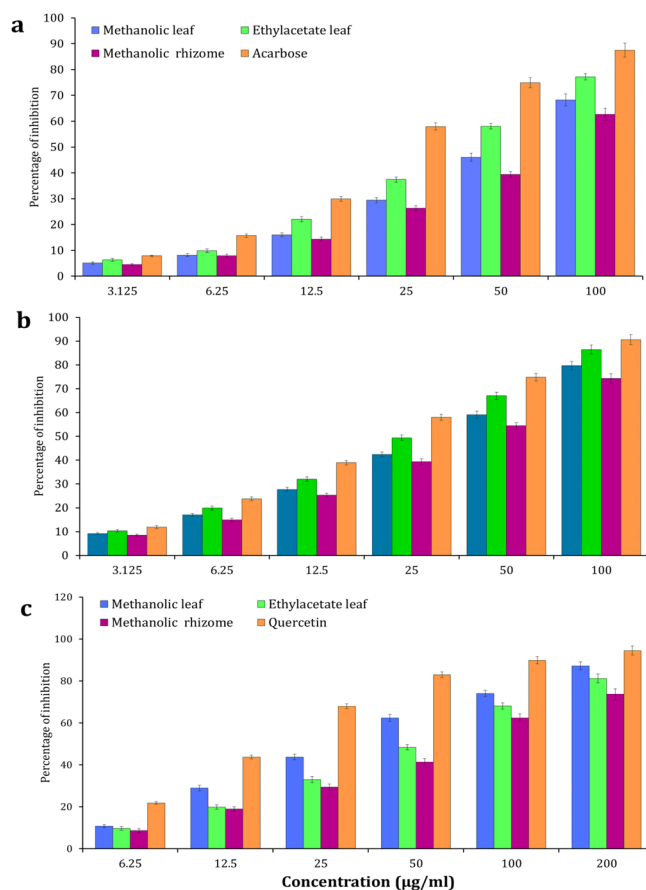 a
Methanolic leaf
Ethylacetate leaf
Methanolic rhizome
Acarbose
Percentage of inhibition
100
90
80
70
60
50
40
30
20
10
0
3.125 6.25 12.5 25 50 100
b
Percentage of inhibition
100
90
80
70
60
50
40
30
20
10
0
3.125 6.25 12.5 25 50 100
c
Methanolic leaf
Ethylacetate leaf
Methanolic rhizome
Quercetin
Percentage of inhibition
120
100
80
60
40
20
0
6.25 12.5 25 50 100 200
Concentration (μg/ml)